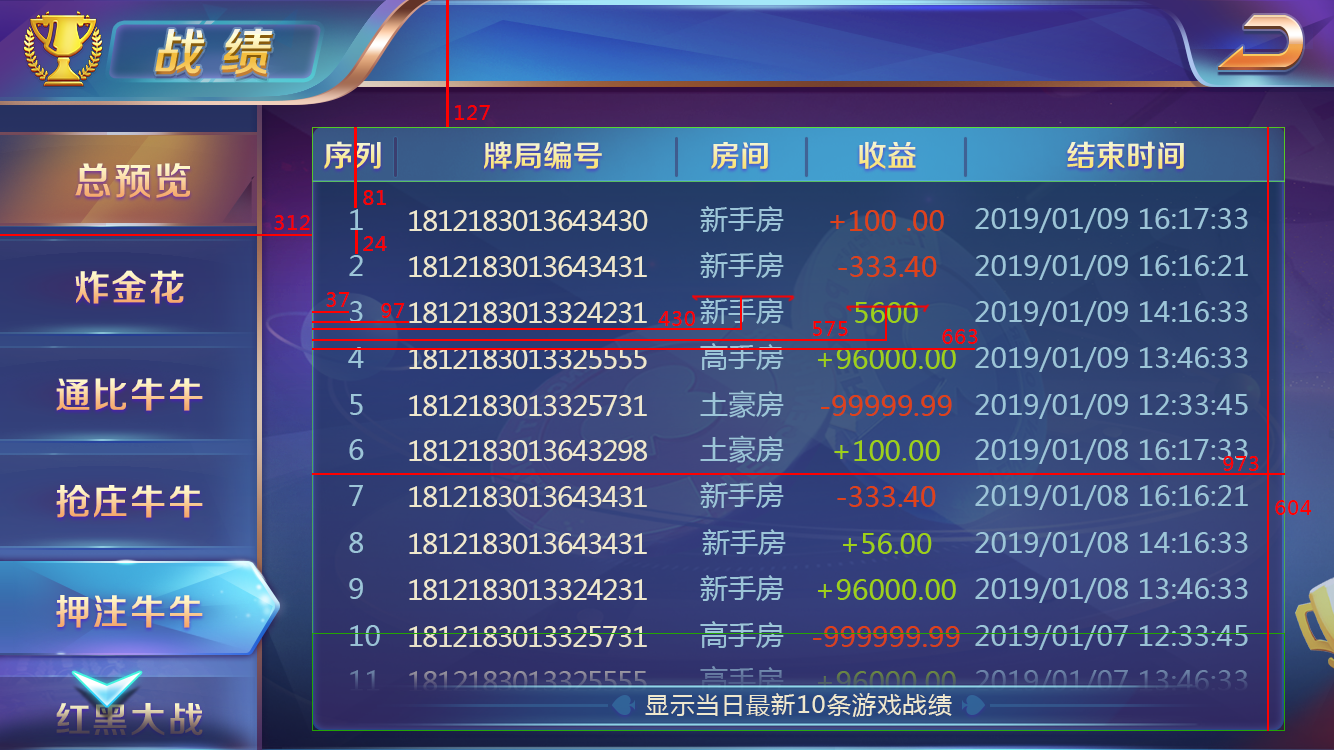 战 绩
127
序列 牌局编号 房间 收益 结束时间
总预览
81
312
1 1812183013643430 新手房 +100 .00 2019/01/09 16:17:33
24
2 1812183013643431 新手房 -333.40 2019/01/09 16:16:21
炸金花
37
97
3 1812183013324231 新手房 5600 2019/01/09 14:16:33
430
575
663
4 1812183013325555 高手房 +96000.00 2019/01/09 13:46:33
通比牛牛
5 1812183013325731 土豪房 -99999.99 2019/01/09 12:33:45
6 1812183013643298 土豪房 +100.00 2019/01/08 16:17:33
973
抢庄牛牛
7 1812183013643431 新手房 -333.40 2019/01/08 16:16:21
604
8 1812183013643431 新手房 +56.00 2019/01/08 14:16:33
9 1812183013324231 新手房 +96000.00 2019/01/08 13:46:33
押注牛牛
10 1812183013325731 高手房 -999999.99 2019/01/07 12:33:45
11 1812183013325555 高手房 +96000.00 2019/01/07 13:46:33
显示当日最新10条游戏战绩
红黑大战